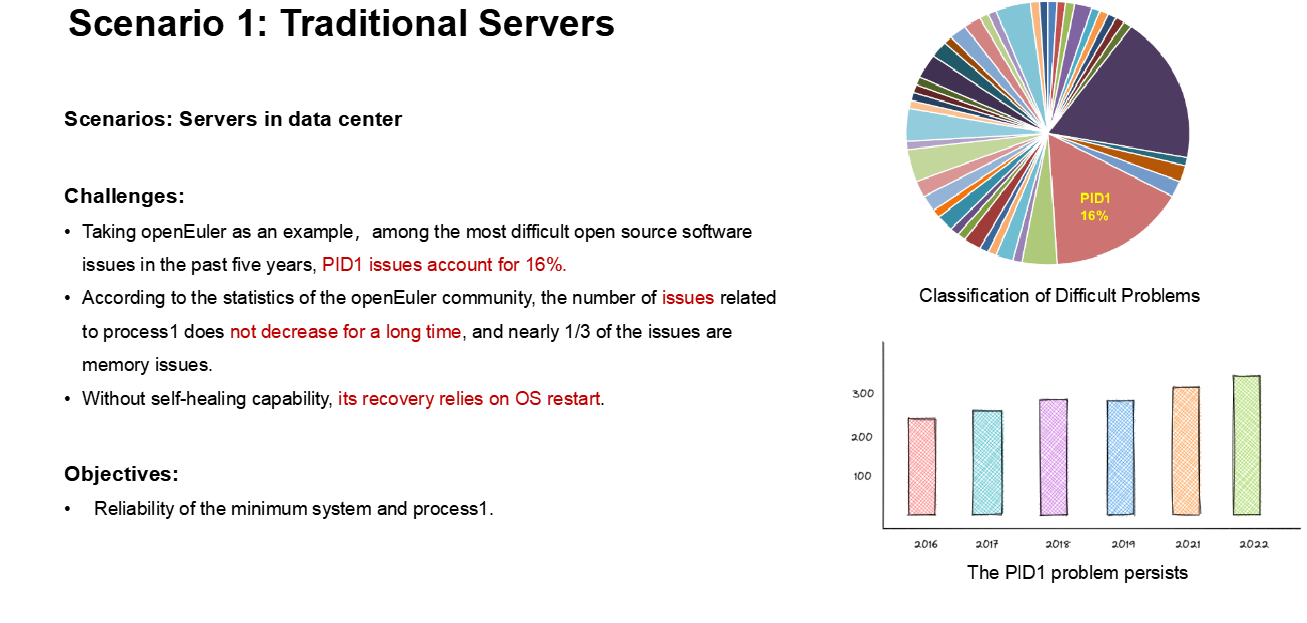 Scenario 1: Traditional Servers
Scenarios: Servers in data center
Challenges:
• Taking openEuler as an example，among the most difficult open source software
issues in the past five years, PID1 issues account for 16%.
• According to the statistics of the openEuler community, the number of issues related
to process1 does not decrease for a long time, and nearly 1/3 of the issues are
memory issues.
• Without self-healing capability, its recovery relies on OS restart.
Objectives:
• Reliability of the minimum system and process1.
PID1
16%
Classification of Difficult Problems
300
200
100
2016 2017 2018 2019 2021 2022
The PID1 problem persists